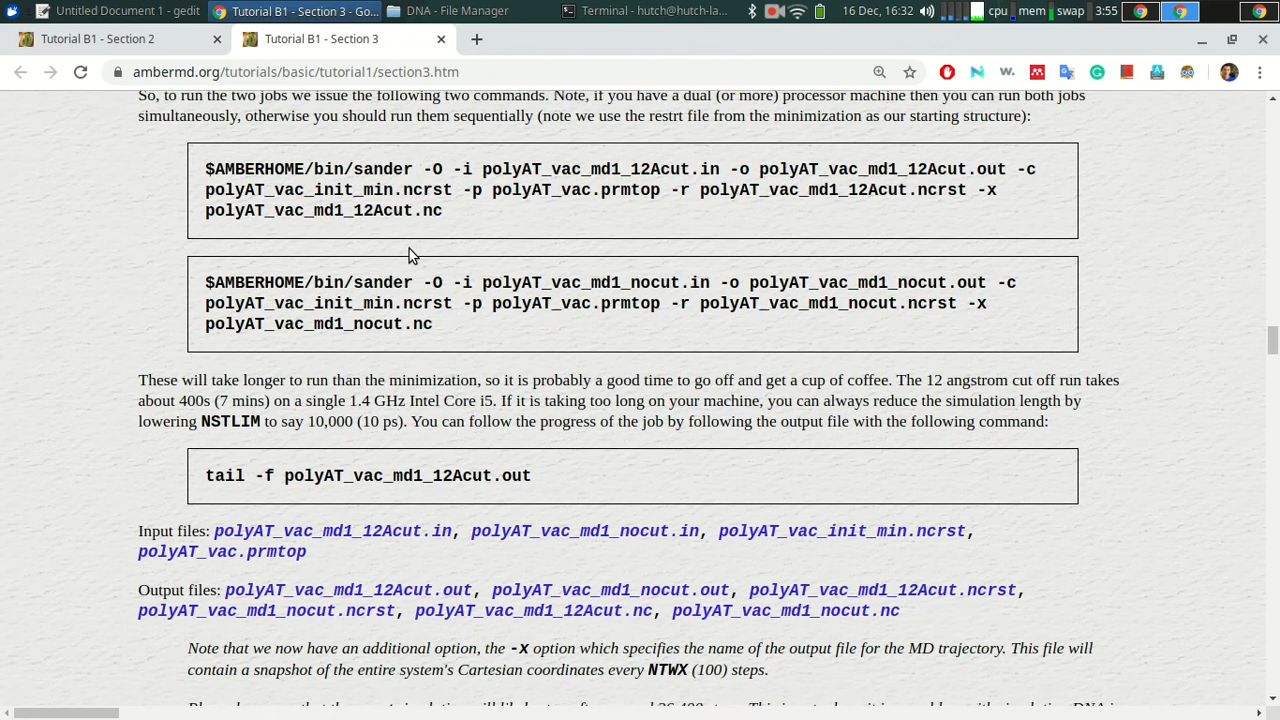 Untitled Document 1 - gedit
Tutorial B1 - Section 3 - Go...
DNA - File Manager
Terminal - hutch@hutch-la...
16 Dec, 16:32
cpu
mem
swap
3:55
Tutorial B1 - Section 2
Tutorial B1 - Section 3
ambermd.org/tutorials/basic/tutorial1/section3.htm
So, to run the two jobs we issue the following two commands. Note, if you have a dual (or more) processor machine then you can run both jobs
simultaneously, otherwise you should run them sequentially (note we use the restrt file from the minimization as our starting structure):
$AMBERHOME/bin/sander -O -i polyAT_vac_md1_12Acut.in -o polyAT_vac_md1_12Acut.out -c
polyAT_vac_init_min.ncrst -p polyAT_vac.prmtop -r polyAT_vac_md1_12Acut.ncrst -x
polyAT_vac_md1_12Acut.nc
$AMBERHOME/bin/sander -O -i polyAT_vac_md1_nocut.in -o polyAT_vac_md1_nocut.out -c
polyAT_vac_init_min.ncrst -p polyAT_vac.prmtop -r polyAT_vac_md1_nocut.ncrst -x
polyAT_vac_md1_nocut.nc
These will take longer to run than the minimization, so it is probably a good time to go off and get a cup of coffee. The 12 angstrom cut off run takes
about 400s (7 mins) on a single 1.4 GHz Intel Core i5. If it is taking too long on your machine, you can always reduce the simulation length by
lowering NSTLIM to say 10,000 (10 ps). You can follow the progress of the job by following the output file with the following command:
tail -f polyAT_vac_md1_12Acut.out
Input files: polyAT_vac_md1_12Acut.in, polyAT_vac_md1_nocut.in, polyAT_vac_init_min.ncrst,
polyAT_vac.prmtop
Output files: polyAT_vac_md1_12Acut.out, polyAT_vac_md1_nocut.out, polyAT_vac_md1_12Acut.ncrst,
polyAT_vac_md1_nocut.ncrst, polyAT_vac_md1_12Acut.nc, polyAT_vac_md1_nocut.nc
Note that we now have an additional option, the -x option which specifies the name of the output file for the MD trajectory. This file will
contain a snapshot of the entire system's Cartesian coordinates every NTWX (100) steps.